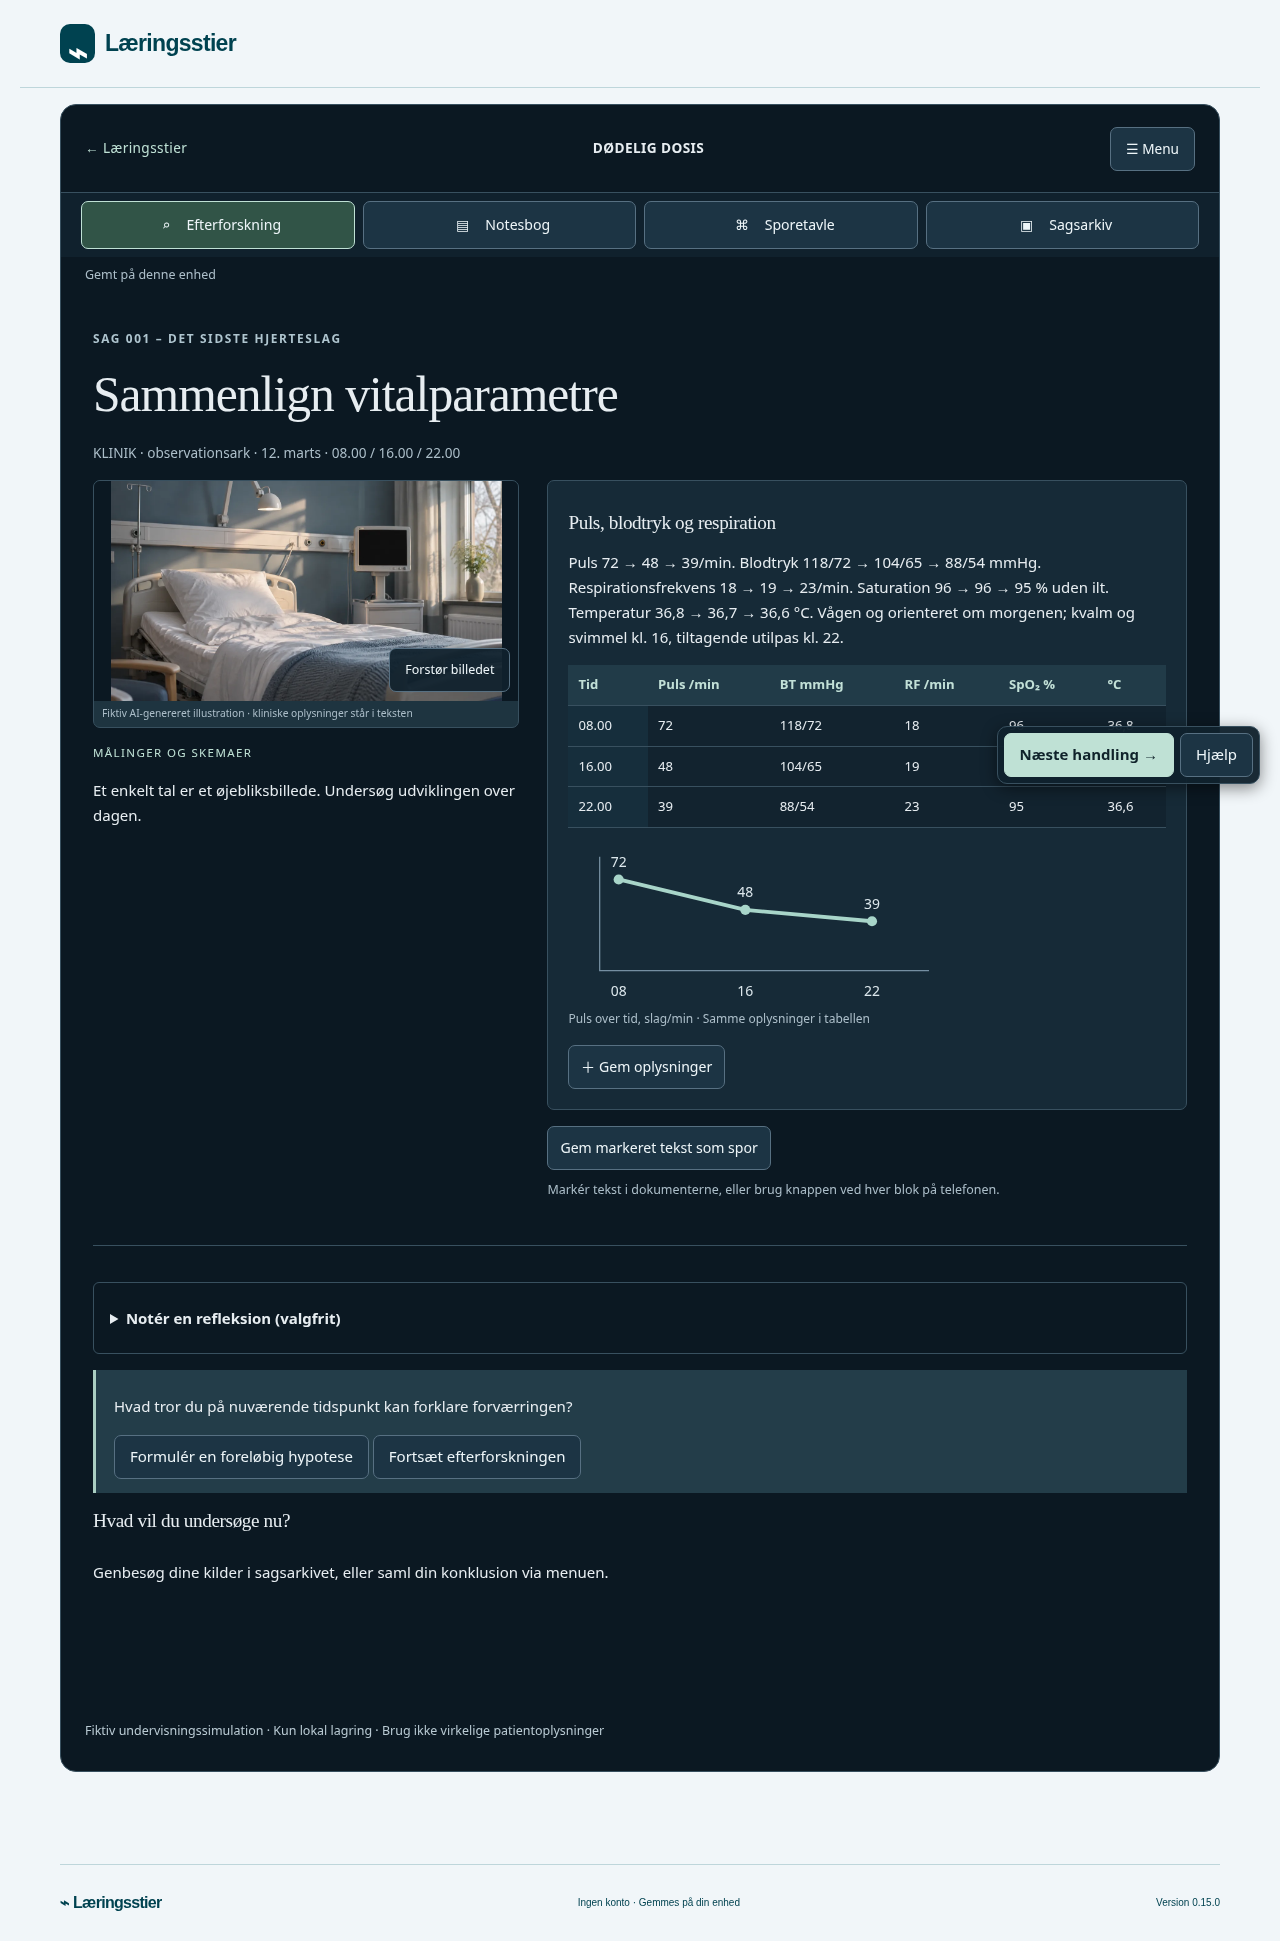 Læringsstier
← Læringsstier
DØDELIG DOSIS
☰ Menu
⌕ Efterforskning
▤ Notesbog
⌘ Sporetavle
▣ Sagsarkiv
Gemt på denne enhed
SAG 001 – DET SIDSTE HJERTESLAG
Sammenlign vitalparametre
KLINIK · observationsark · 12. marts · 08.00 / 16.00 / 22.00
Forstør billedet
Fiktiv AI-genereret illustration · kliniske oplysninger står i teksten
MÅLINGER OG SKEMAER
Et enkelt tal er et øjebliksbillede. Undersøg udviklingen over
dagen.
Puls, blodtryk og respiration
Puls 72 → 48 → 39/min. Blodtryk 118/72 → 104/65 → 88/54 mmHg.
Respirationsfrekvens 18 → 19 → 23/min. Saturation 96 → 96 → 95 % uden ilt.
Temperatur 36,8 → 36,7 → 36,6 °C. Vågen og orienteret om morgenen; kvalm og
svimmel kl. 16, tiltagende utilpas kl. 22.
Tid Puls /min BT mmHg RF /min SpO₂ % °C
08.00 72 118/72 18 96 36,8
16.00 48 104/65 19
22.00 39 88/54 23 95 36,6
Næste handling →
Hjælp
72
48
39
08 16 22
Puls over tid, slag/min · Samme oplysninger i tabellen
＋ Gem oplysninger
Gem markeret tekst som spor
Markér tekst i dokumenterne, eller brug knappen ved hver blok på telefonen.
▶ Notér en refleksion (valgfrit)
Hvad tror du på nuværende tidspunkt kan forklare forværringen?
Formulér en foreløbig hypotese
Fortsæt efterforskningen
Hvad vil du undersøge nu?
Genbesøg dine kilder i sagsarkivet, eller saml din konklusion via menuen.
Fiktiv undervisningssimulation · Kun lokal lagring · Brug ikke virkelige patientoplysninger
⌁ Læringsstier
Ingen konto · Gemmes på din enhed
Version 0.15.0